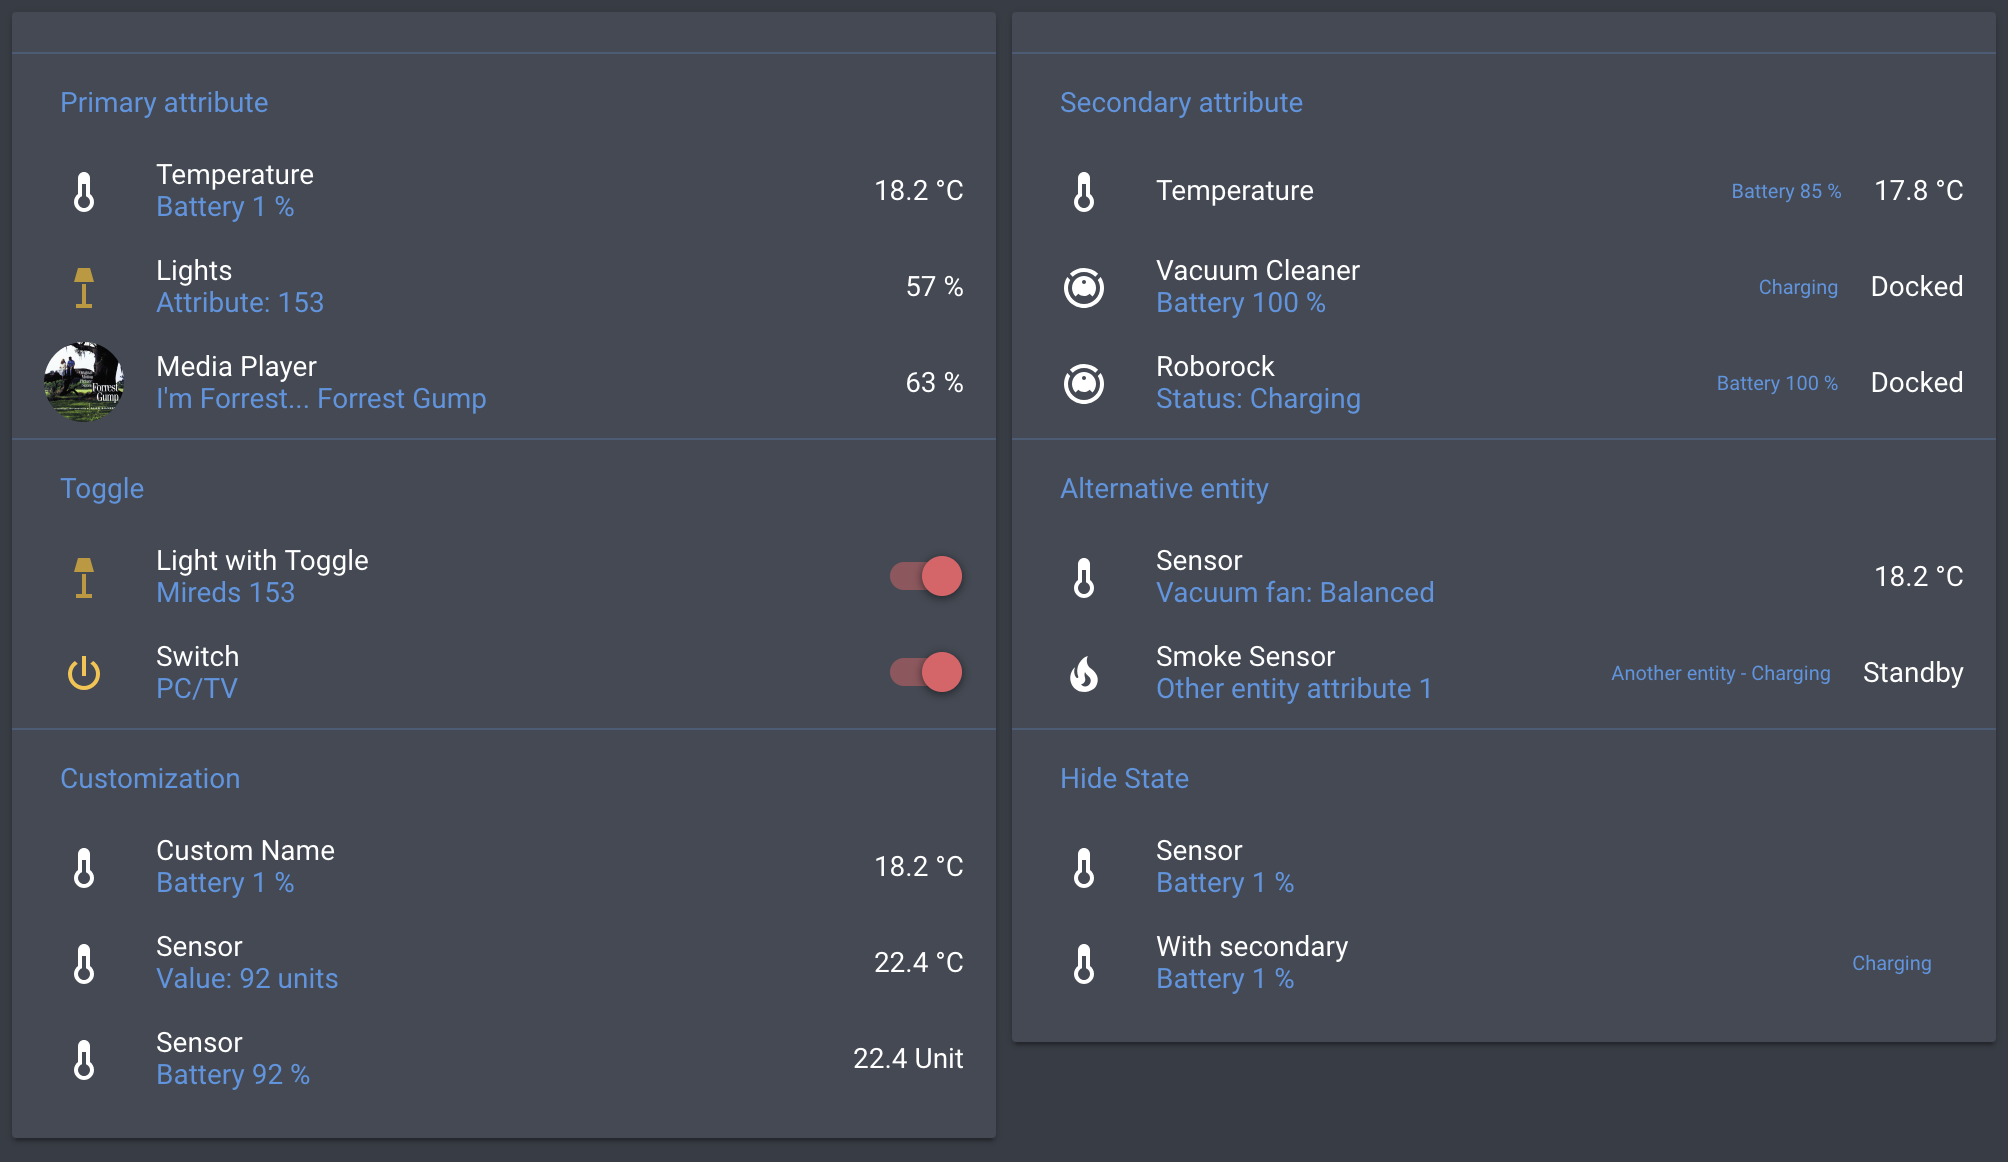 Primary attribute
Temperature
Battery 1 %
18.2 °C
Lights
Attribute: 153
57 %
Forrest
Gump
Media Player
I'm Forrest... Forrest Gump
63 %
Toggle
Light with Toggle
Mireds 153
Switch
PC/TV
Customization
Custom Name
Battery 1 %
18.2 °C
Sensor
Value: 92 units
22.4 °C
Sensor
Battery 92 %
22.4 Unit
Secondary attribute
Temperature
Battery 85 %
17.8 °C
Vacuum Cleaner
Battery 100 %
Charging
Docked
Roborock
Status: Charging
Battery 100 %
Docked
Alternative entity
Sensor
Vacuum fan: Balanced
18.2 °C
Smoke Sensor
Other entity attribute 1
Another entity - Charging
Standby
Hide State
Sensor
Battery 1 %
With secondary
Battery 1 %
Charging